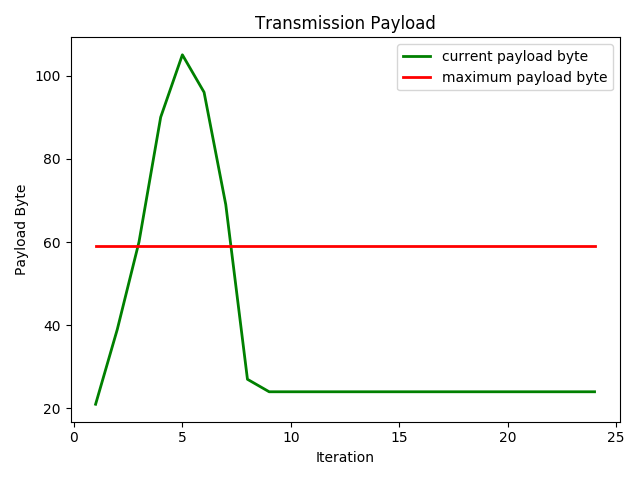 Transmission Payload
current payload byte
maximum payload byte
100
80
60
40
20
Payload Byte
0
5
10
15
20
25
Iteration